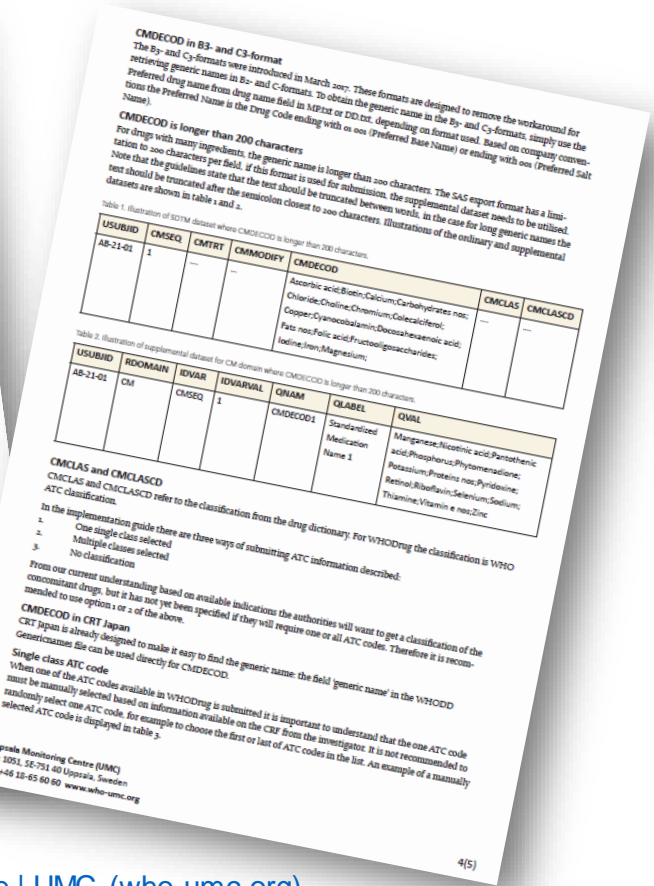 CMDECOD in B3- and C3-format
The B3- and C3-formats were introduced in March 2017. These formats are designed to remove the workaround for
retrieving generic names in B2- and C-formats. To obtain the generic name in the B3- and C3-formats, simply use the
Preferred drug name from drug name field in MP.txt or DD.txt, depending on format used. Based on company conven-
tions the Preferred Name is the Drug Code ending with 01 001 (Preferred Base Name) or ending with 001 (Preferred Salt
Name).
CMDECOD is longer than 200 characters
For drugs with many ingredients, the generic name is longer than 200 characters. The SAS export format has a limi-
tation to 200 characters per field, if this format is used for submission, the supplemental dataset needs to be utilised.
Note that the guidelines state that the text should be truncated between words, in the case for long generic names the
text should be truncated after the semicolon closest to 200 characters. Illustrations of the ordinary and supplemental
datasets are shown in table 1 and 2.
Table 1. Illustration of SDTM dataset where CMDECOD is longer than 200 characters.
USUBJID CMSEQ CMTRT CMMODIFY CMDECOD CMCLAS CMCLASCD
AB-21-01 1 ---- --- Ascorbic acid;Biotin;Calcium;Carbohydrates nos; ---- ----
Chloride;Choline;Chromium;Colecalciferol;
Copper;Cyanocobalamin;Docosahexaenoic acid;
Fats nos;Folic acid;Fructooligosaccharides;
Iodine;Iron;Magnesium;
Table 2. Illustration of supplemental dataset for CM domain where CMDECOD is longer than 200 characters.
USUBJID RDOMAIN IDVAR IDVARVAL QNAM QLABEL QVAL
AB-21-01 CM CMSEQ 1 CMDECOD1 Standardized Manganese;Nicotinic acid;Pantothenic
Medication acid;Phosphorus;Phytomenadione;
Name 1 Potassium;Proteins nos;Pyridoxine;
Retinol;Riboflavin;Selenium;Sodium;
Thiamine;Vitamin e nos;Zinc
CMCLAS and CMCLASCD
CMCLAS and CMCLASCD refer to the classification from the drug dictionary. For WHODrug the classification is WHO
ATC classification.
In the implementation guide there are three ways of submitting ATC information described:
1. One single class selected
2. Multiple classes selected
3. No classification
From our current understanding based on available indications the authorities will want to get a classification of the
concomitant drugs, but it has not yet been specified if they will require one or all ATC codes. Therefore it is recom-
mended to use option 1 or 2 of the above.
CMDECOD in CRT Japan
CRT Japan is already designed to make it easy to find the generic name: the field 'generic name' in the WHODD
Genericnames file can be used directly for CMDECOD.
Single class ATC code
When one of the ATC codes available in WHODrug is submitted it is important to understand that the one ATC code
must be manually selected based on information available on the CRF from the investigator. It is not recommended to
randomly select one ATC code, for example to choose the first or last of ATC codes in the list. An example of a manually
selected ATC code is displayed in table 3.
Monitoring Centre (UMC)
1051, SE-751 40 Uppsala, Sweden
+46 18-65 60 60 www.who-umc.org
4(5)
| UMC (who-umc.org)